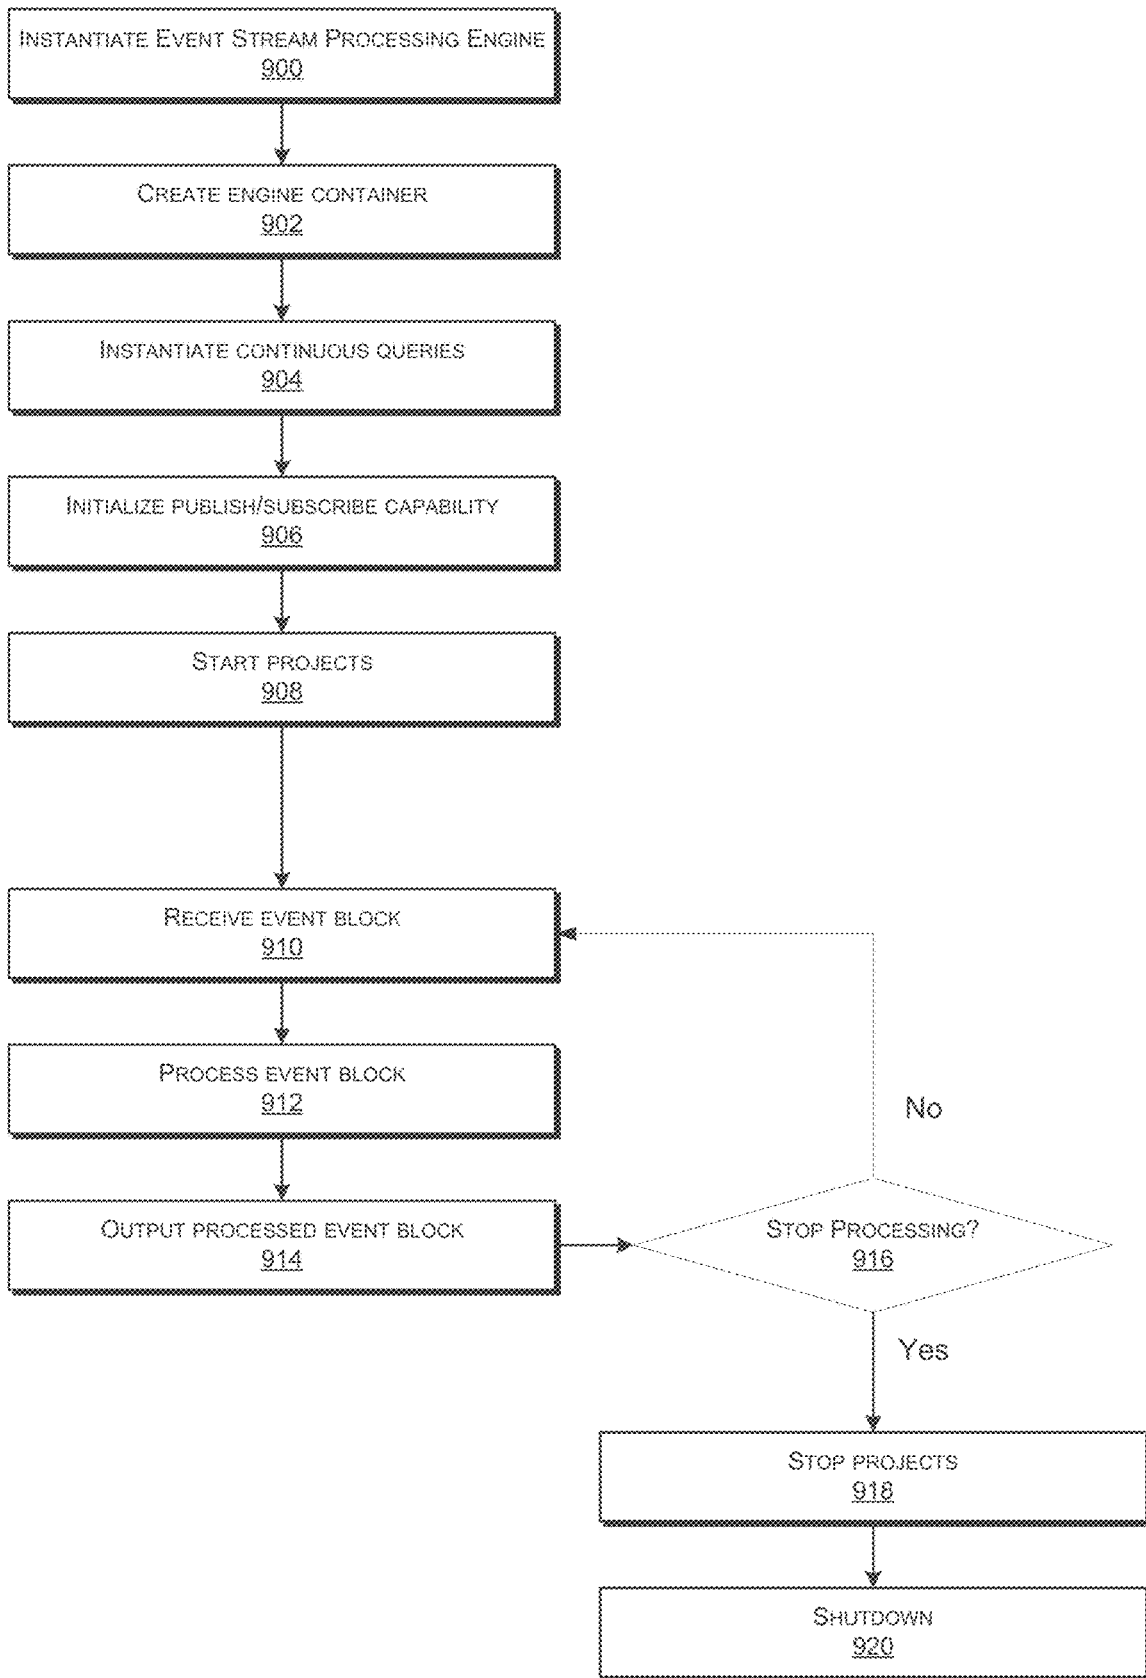 Instantiate Event Stream Processing Engine
900
Create engine container
902
Instantiate continuous queries
904
Initialize publish/subscribe capability
906
Start projects
908
Receive event block
910
Process event block
912
No
Output processed event block
914
Stop Processing?
916
Yes
Stop projects
918
Shutdown
920